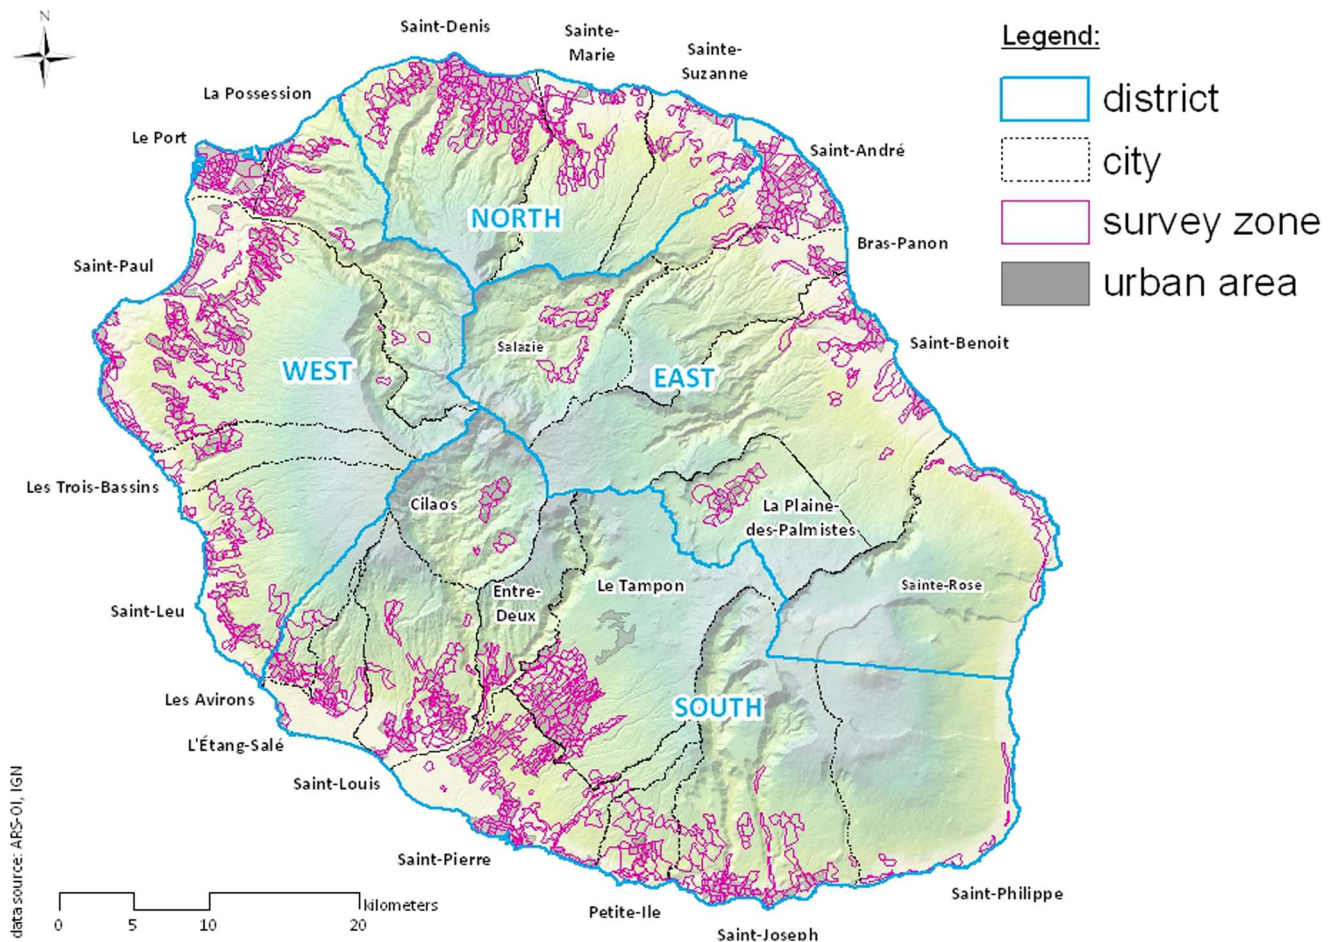 N
Saint-Denis
Sainte-
Marie
Sainte-
Suzanne
La Possession
Le Port
Saint-André
NORTH
Bras-Panon
Saint-Paul
Salazie
Saint-Benoit
WEST
EAST
Les Trois-Bassins
Cilaos
La Plaine-
des-Palmistes
Entre-
Deux
Le Tampon
Sainte-Rose
Saint-Leu
Les Avirons
SOUTH
L'Étang-Salé
Saint-Louis
Saint-Pierre
Petite-Ile
Saint-Joseph
Saint-Philippe
Legend:
district
city
survey zone
urban area
data source: ARS-OI, IGN
kilometers
0 5 10 20